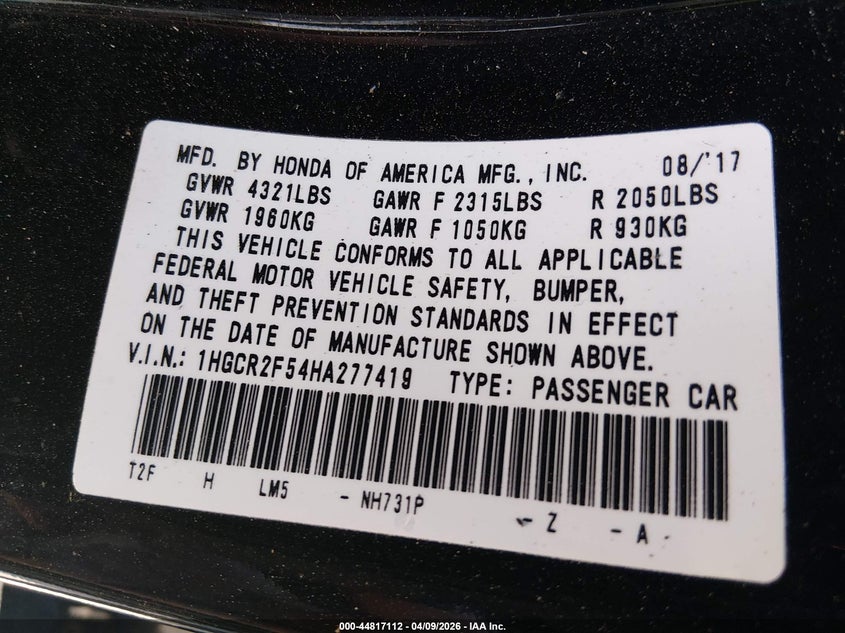 MFD. BY HONDA OF AMERICA MFG., INC. 08/'17
GVWR 4321LBS GAWR F 2315LBS R 2050LBS
GVWR 1960KG GAWR F 1050KG R 930KG
THIS VEHICLE CONFORMS TO ALL APPLICABLE
FEDERAL MOTOR VEHICLE SAFETY, BUMPER,
AND THEFT PREVENTION STANDARDS IN EFFECT
ON THE DATE OF MANUFACTURE SHOWN ABOVE.
V.I.N.: 1HGCR2F54HA277419 TYPE: PASSENGER CAR
T2F H LM5 - NH731P - Z - A
000-44817112 - 04/09/2026 - IAA Inc.